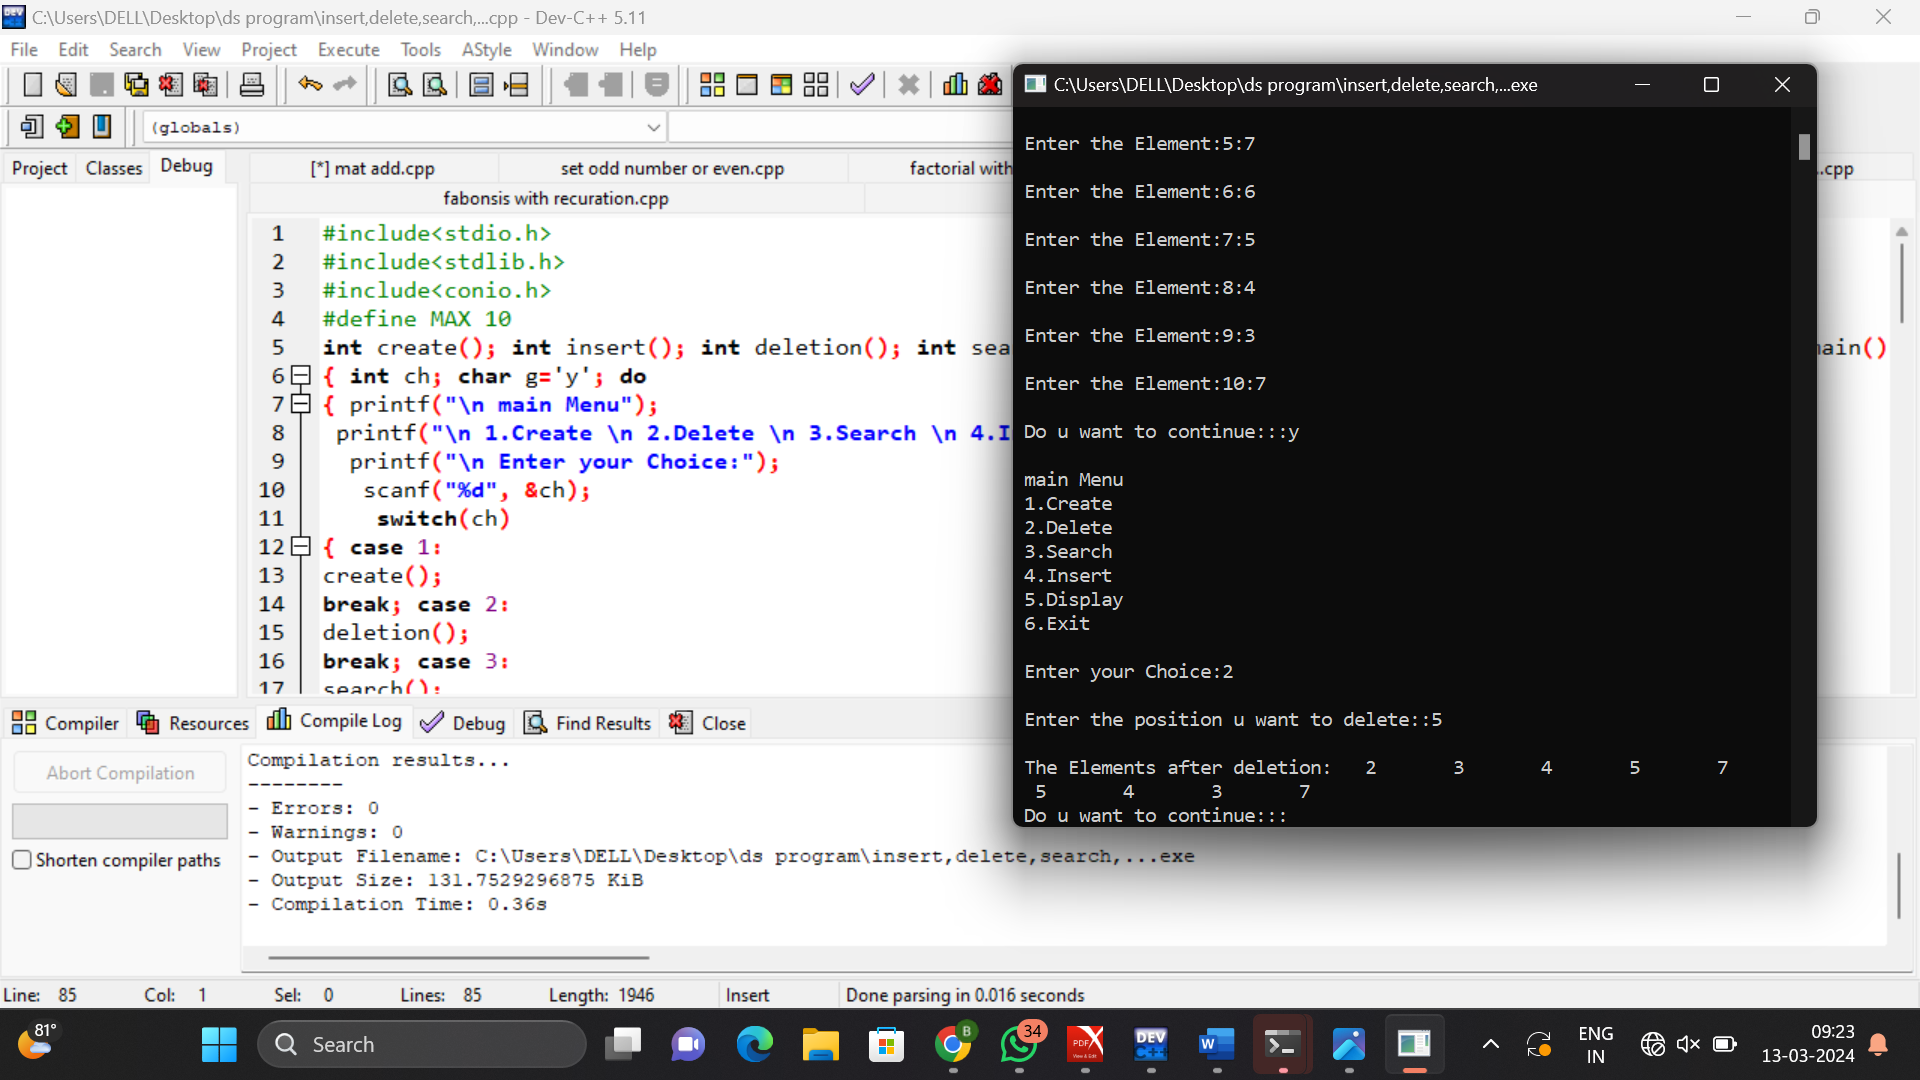 C:\Users\DELL\Desktop\ds program\insert,delete,search,...cpp - Dev-C++ 5.11
File Edit Search View Project Execute Tools AStyle Window Help
(globals)
Project Classes Debug
[*] mat add.cpp set odd number or even.cpp factorial with ..cpp
fabonsis with recuration.cpp
1 #include<stdio.h>
2 #include<stdlib.h>
3 #include<conio.h>
4 #define MAX 10
5 int create(); int insert(); int deletion(); int sea main()
6 { int ch; char g='y'; do
7 { printf("\n main Menu");
8 printf("\n 1.Create \n 2.Delete \n 3.Search \n 4.I
9 printf("\n Enter your Choice:");
10 scanf("%d", &ch);
11 switch(ch)
12 { case 1:
13 create();
14 break; case 2:
15 deletion();
16 break; case 3:
17 search();
C:\Users\DELL\Desktop\ds program\insert,delete,search,...exe
Enter the Element:5:7
Enter the Element:6:6
Enter the Element:7:5
Enter the Element:8:4
Enter the Element:9:3
Enter the Element:10:7
Do u want to continue:::y
main Menu
1.Create
2.Delete
3.Search
4.Insert
5.Display
6.Exit
Enter your Choice:2
Enter the position u want to delete::5
The Elements after deletion: 2 3 4 5 7
5 4 3 7
Do u want to continue:::
Compiler Resources Compile Log Debug Find Results Close
Abort Compilation
Shorten compiler paths
Compilation results...
--------
- Errors: 0
- Warnings: 0
- Output Filename: C:\Users\DELL\Desktop\ds program\insert,delete,search,...exe
- Output Size: 131.7529296875 KiB
- Compilation Time: 0.36s
Line: 85 Col: 1 Sel: 0 Lines: 85 Length: 1946 Insert Done parsing in 0.016 seconds
81°
Search
B
34
PDF
View & Edit
DEV
C++
W
ENG
IN
09:23
13-03-2024